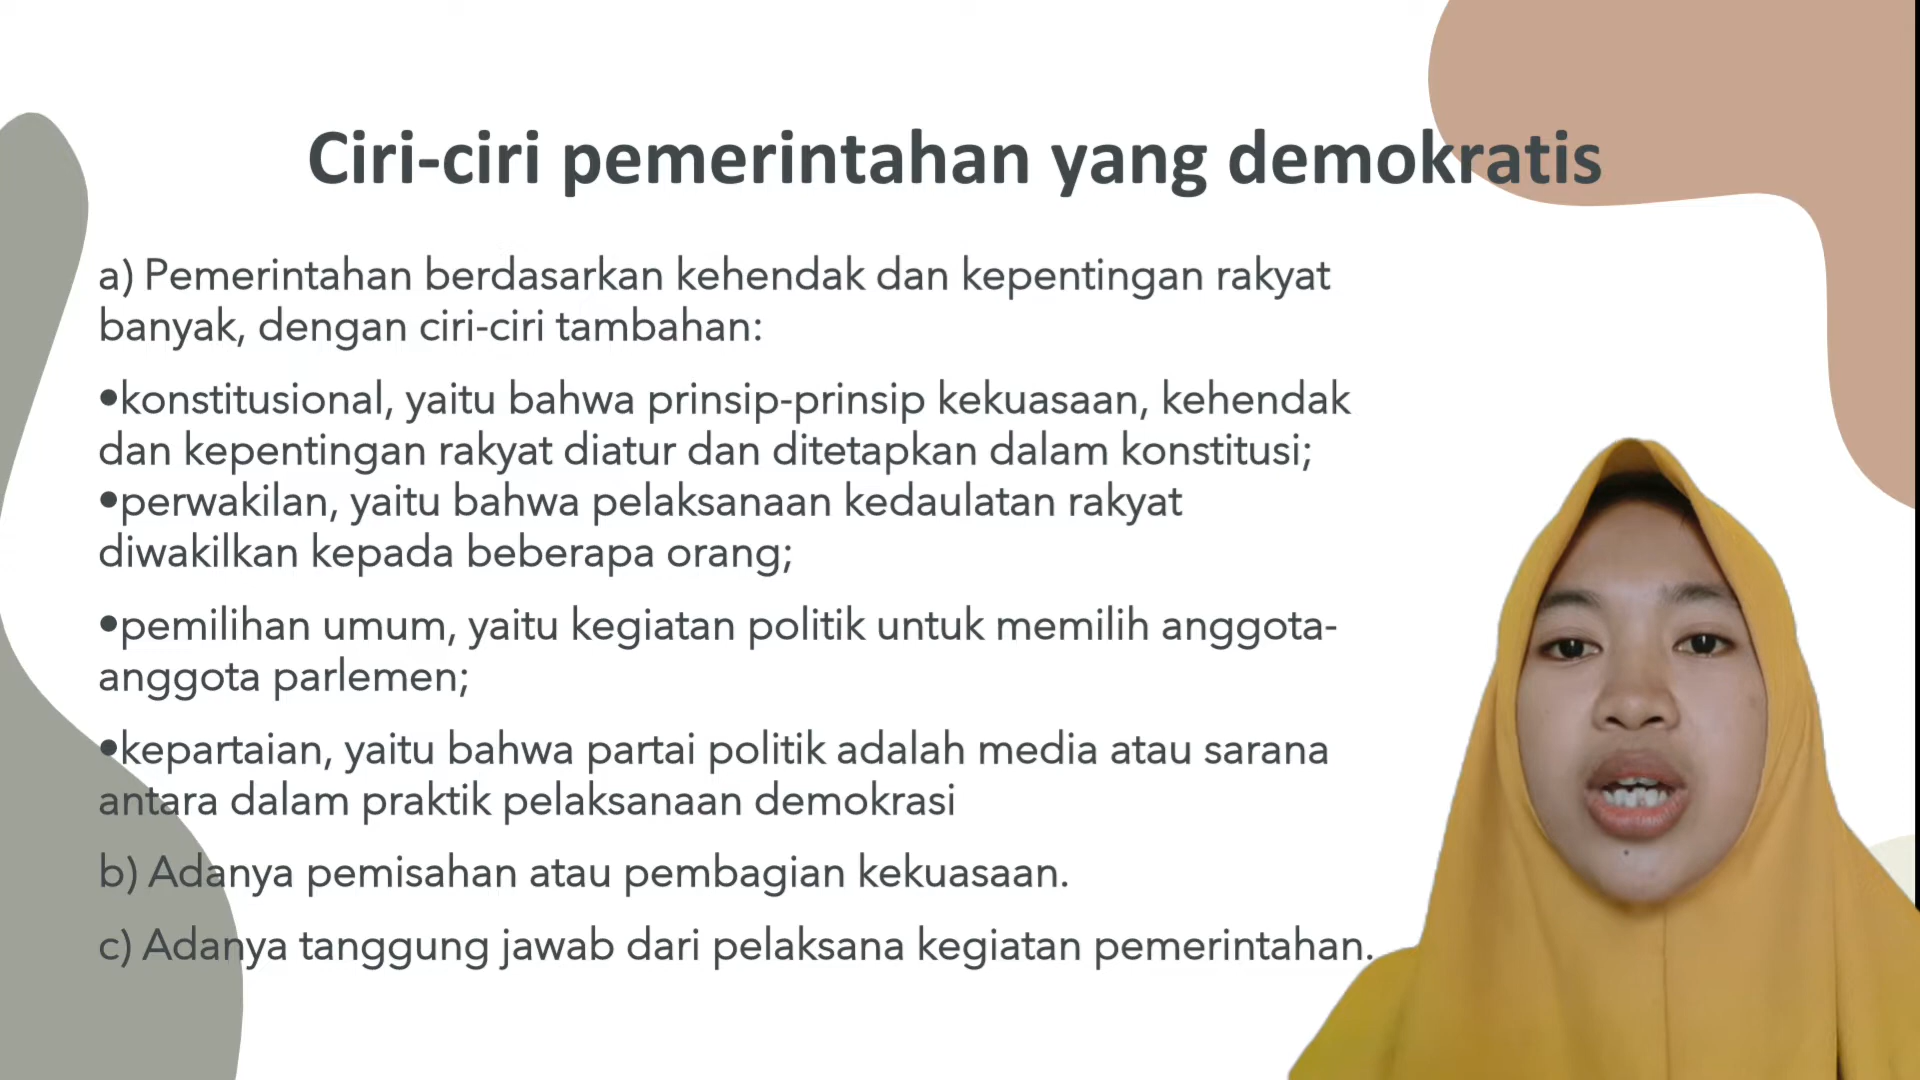 Ciri-ciri pemerintahan yang demokratis
a) Pemerintahan berdasarkan kehendak dan kepentingan rakyat
banyak, dengan ciri-ciri tambahan:
•konstitusional, yaitu bahwa prinsip-prinsip kekuasaan, kehendak
dan kepentingan rakyat diatur dan ditetapkan dalam konstitusi;
•perwakilan, yaitu bahwa pelaksanaan kedaulatan rakyat
diwakilkan kepada beberapa orang;
•pemilihan umum, yaitu kegiatan politik untuk memilih anggota-
anggota parlemen;
•kepartaian, yaitu bahwa partai politik adalah media atau sarana
antara dalam praktik pelaksanaan demokrasi
b) Adanya pemisahan atau pembagian kekuasaan.
c) Adanya tanggung jawab dari pelaksana kegiatan pemerintahan.